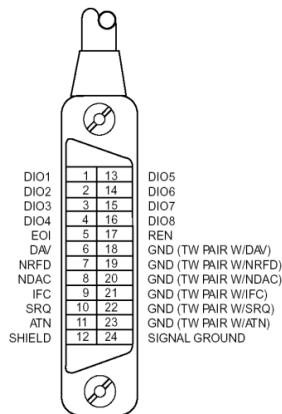 DIO1 1 13 DIO5
DIO2 2 14 DIO6
DIO3 3 15 DIO7
DIO4 4 16 DIO8
EOI 5 17 REN
DAV 6 18 GND (TW PAIR W/DAV)
NRFD 7 19 GND (TW PAIR W/NRFD)
NDAC 8 20 GND (TW PAIR W/NDAC)
IFC 9 21 GND (TW PAIR W/IFC)
SRQ 10 22 GND (TW PAIR W/SRQ)
ATN 11 23 GND (TW PAIR W/ATN)
SHIELD 12 24 SIGNAL GROUND